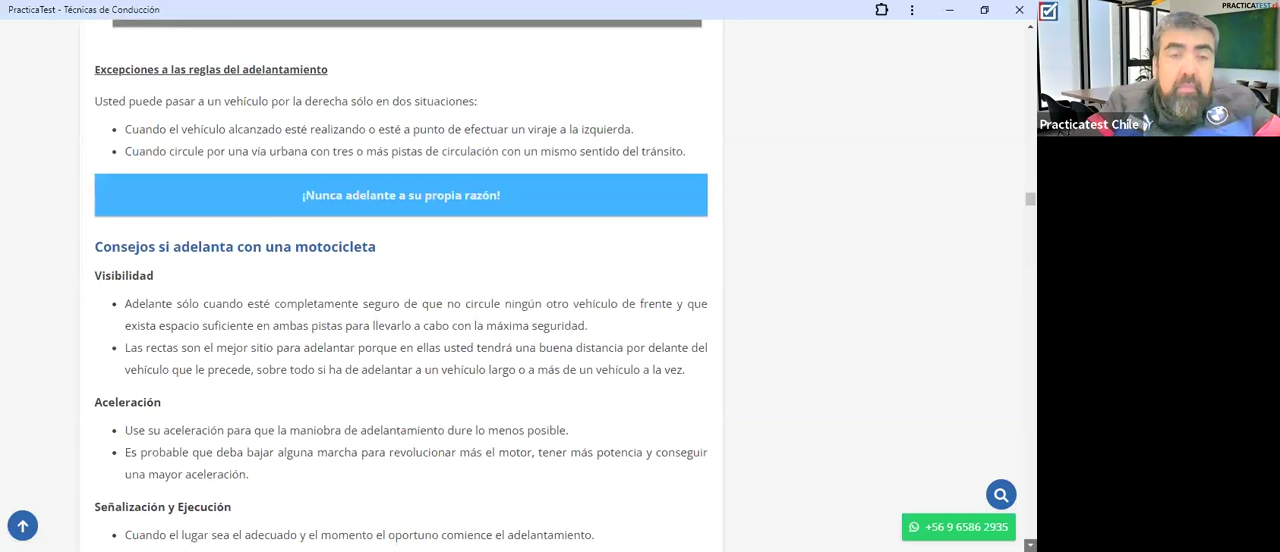 PracticaTest - Técnicas de Conducción
PRACTICATEST.cl
Practicatest Chile
Excepciones a las reglas del adelantamiento
Usted puede pasar a un vehículo por la derecha sólo en dos situaciones:
Cuando el vehículo alcanzado esté realizando o esté a punto de efectuar un viraje a la izquierda.
Cuando circule por una vía urbana con tres o más pistas de circulación con un mismo sentido del tránsito.
¡Nunca adelante a su propia razón!
Consejos si adelanta con una motocicleta
Visibilidad
Adelante sólo cuando esté completamente seguro de que no circule ningún otro vehículo de frente y que
exista espacio suficiente en ambas pistas para llevarlo a cabo con la máxima seguridad.
Las rectas son el mejor sitio para adelantar porque en ellas usted tendrá una buena distancia por delante del
vehículo que le precede, sobre todo si ha de adelantar a un vehículo largo o a más de un vehículo a la vez.
Aceleración
Use su aceleración para que la maniobra de adelantamiento dure lo menos posible.
Es probable que deba bajar alguna marcha para revolucionar más el motor, tener más potencia y conseguir
una mayor aceleración.
Señalización y Ejecución
Cuando el lugar sea el adecuado y el momento el oportuno comience el adelantamiento.
+56 9 6586 2935